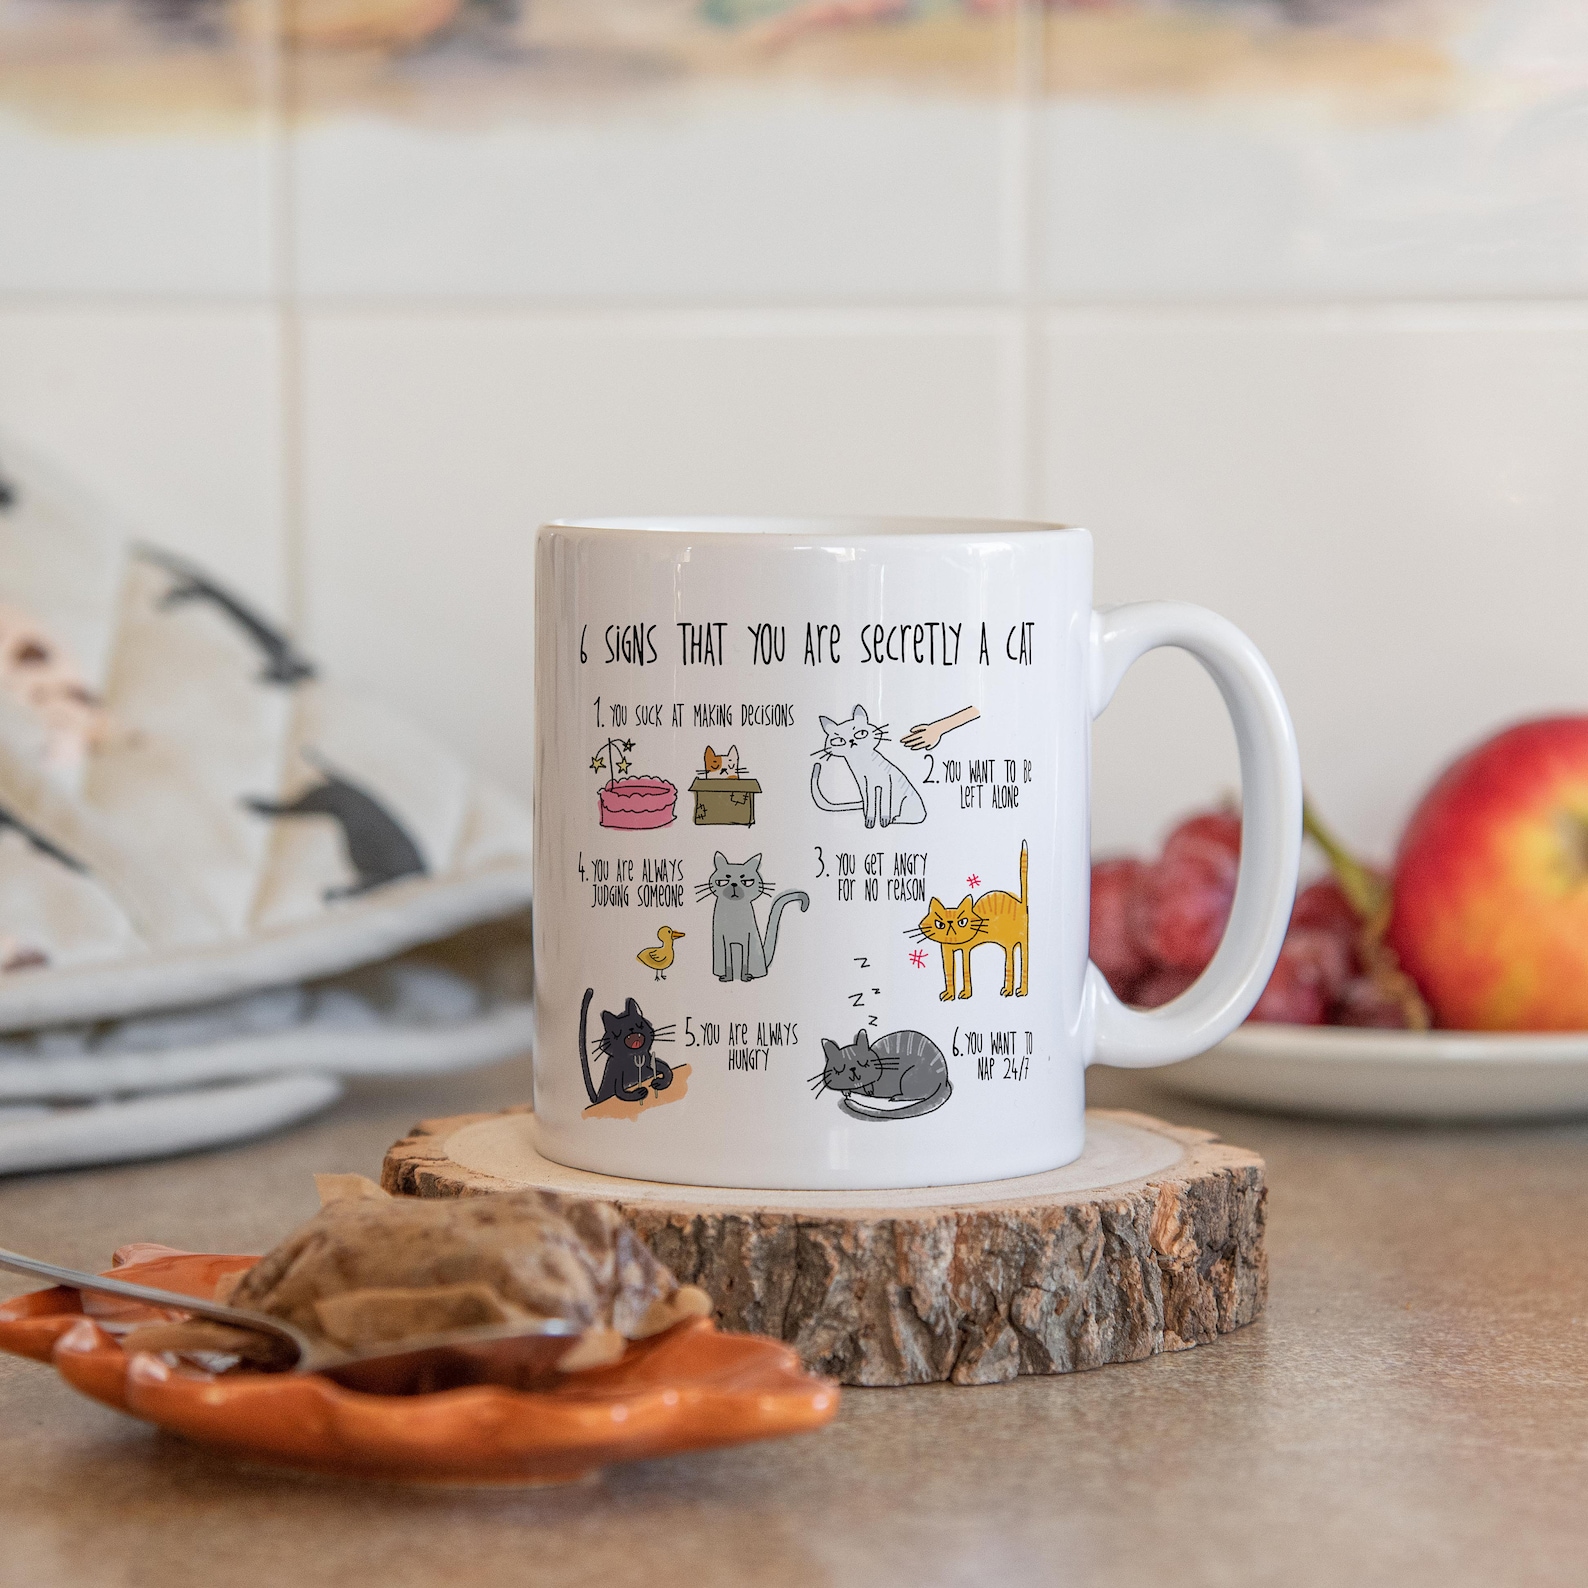 6 SIGNS THAT YOU ARE SECRETLY A CAT
1. YOU SUCK AT MAKING DECISIONS
2. YOU WANT TO BE
LEFT ALONE
3. YOU GET ANGRY
FOR NO REASON
4. YOU ARE ALWAYS
JUDGING SOMEONE
z
z z
z
5. YOU ARE ALWAYS
HUNGRY
6. YOU WANT TO
NAP 24/7